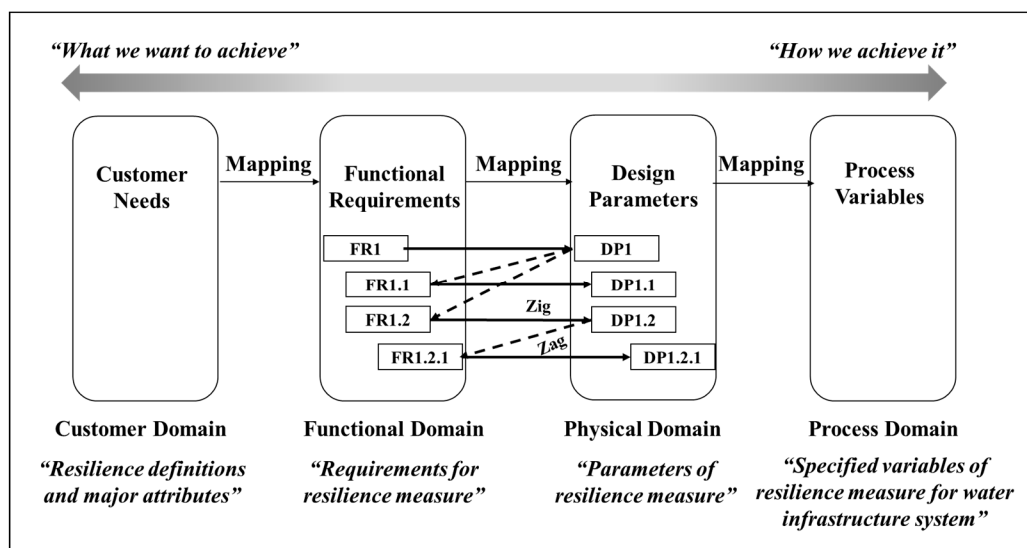 “What we want to achieve”
“How we achieve it”
Customer
Needs
Mapping
Functional
Requirements
Mapping
Design
Parameters
Mapping
Process
Variables
FR1
DP1
FR1.1
DP1.1
FR1.2
Zig
DP1.2
Zag
FR1.2.1
DP1.2.1
Customer Domain
Functional Domain
Physical Domain
Process Domain
“Resilience definitions
and major attributes”
“Requirements for
resilience measure”
“Parameters of
resilience measure”
“Specified variables of
resilience measure for water
infrastructure system”